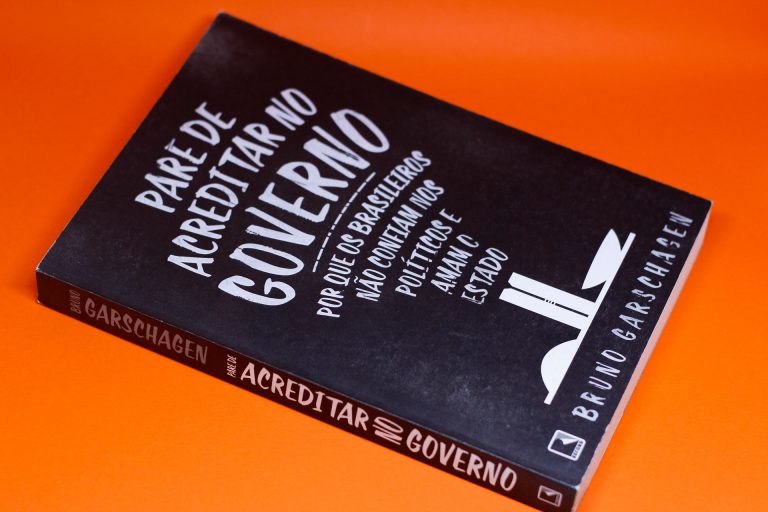 PARE DE
ACREDITAR NO
GOVERNO
POR QUE OS BRASILEIROS
NÃO CONFIAM NOS
POLÍTICOS E
AMAM O
ESTADO
BRUNO GARSCHAGEN
BRUNO
GARSCHAGEN
PARE DE
ACREDITAR NO GOVERNO